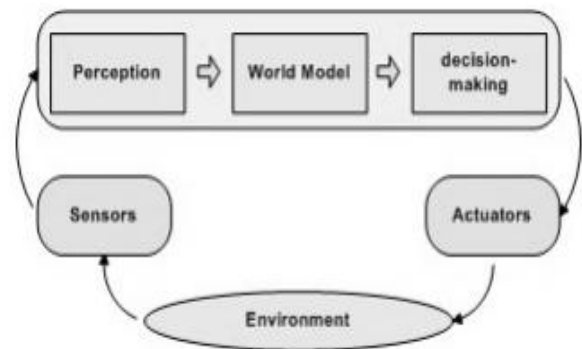 Perception
World Model
decision-
making
Sensors
Actuators
Environment